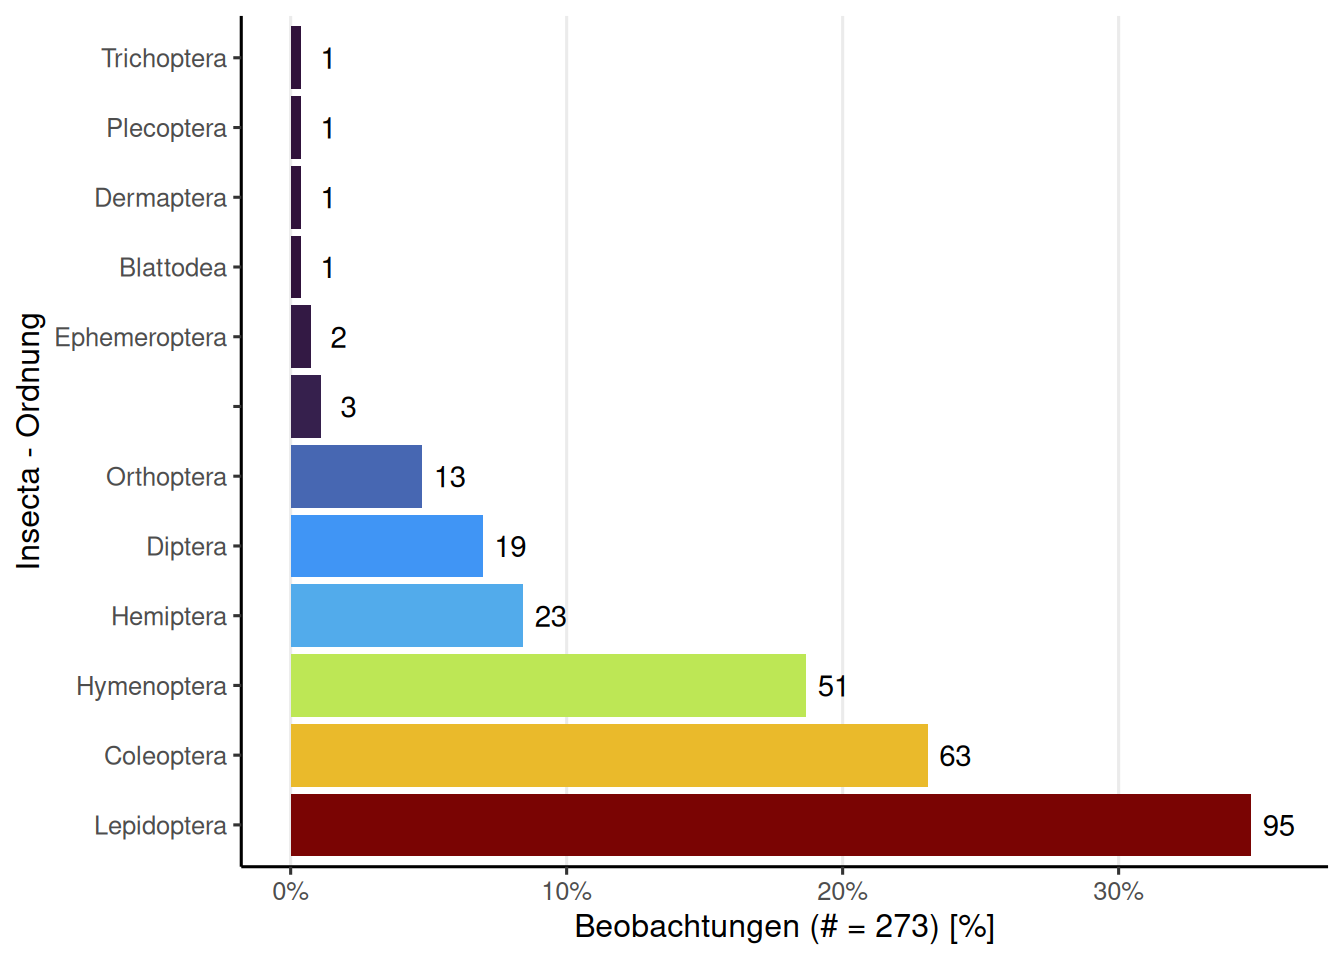 Insecta - Ordnung
Trichoptera 1
Plecoptera 1
Dermaptera 1
Blattodea 1
Ephemeroptera 2
3
Orthoptera 13
Diptera 19
Hemiptera 23
Hymenoptera 51
Coleoptera 63
Lepidoptera 95
0% 10% 20% 30%
Beobachtungen (# = 273) [%]